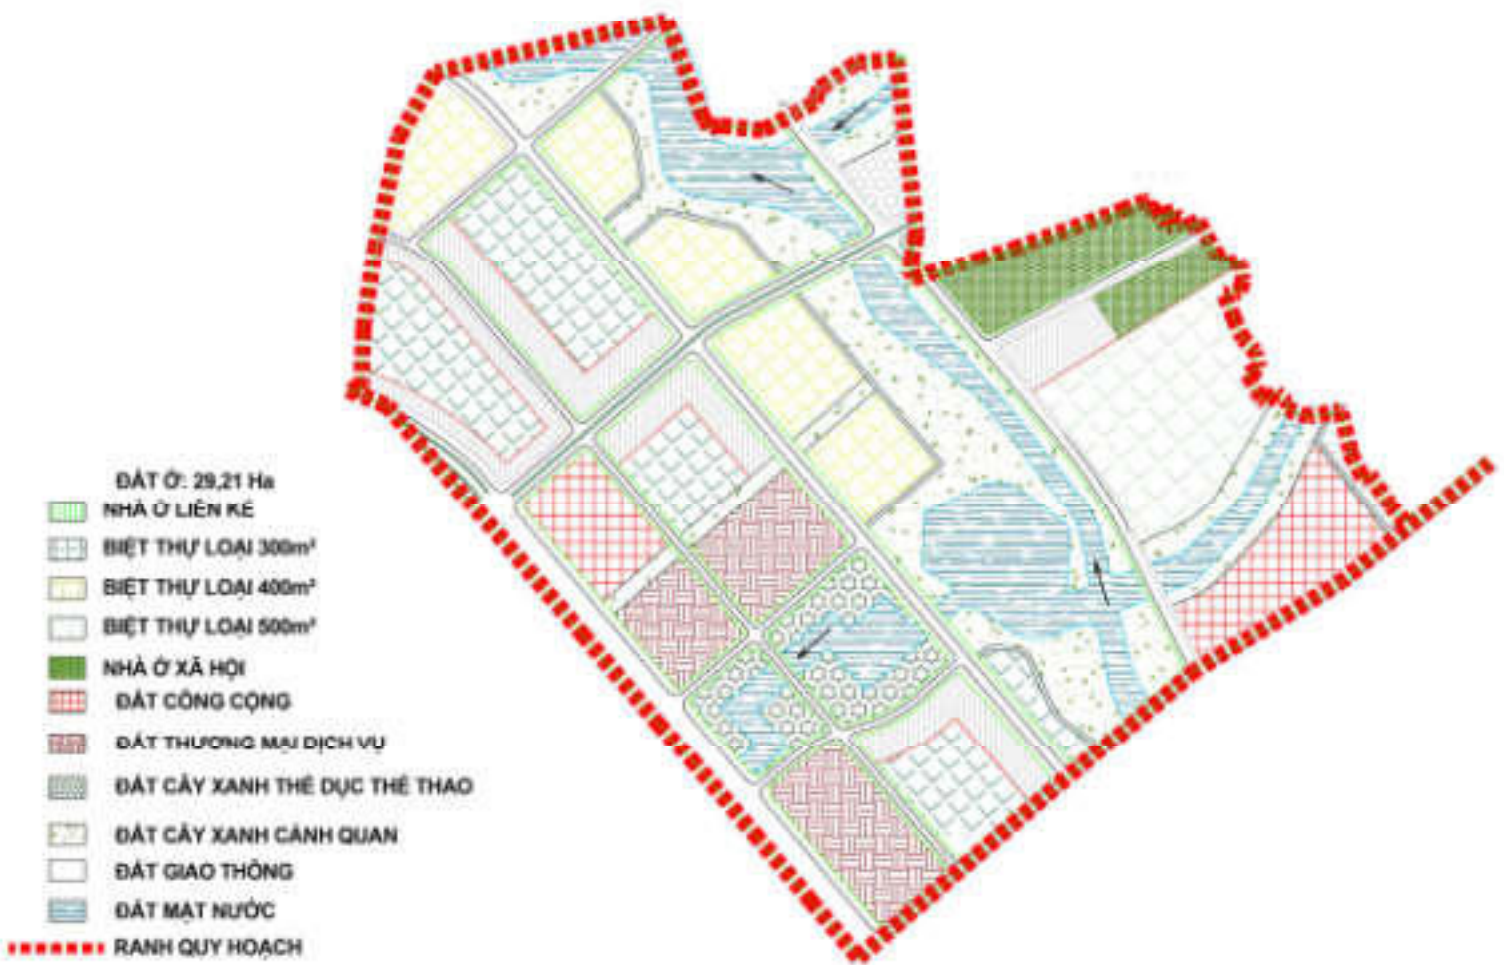 ĐẤT Ở: 29,21 Ha
NHÀ Ở LIÊN KẾ
BIỆT THỰ LOẠI 300m²
BIỆT THỰ LOẠI 400m²
BIỆT THỰ LOẠI 500m²
NHÀ Ở XÃ HỘI
ĐẤT CÔNG CỘNG
ĐẤT THƯƠNG MẠI DỊCH VỤ
ĐẤT CÂY XANH THỂ DỤC THỂ THAO
ĐẤT CÂY XANH CẢNH QUAN
ĐẤT GIAO THÔNG
ĐẤT MẶT NƯỚC
RANH QUY HOẠCH